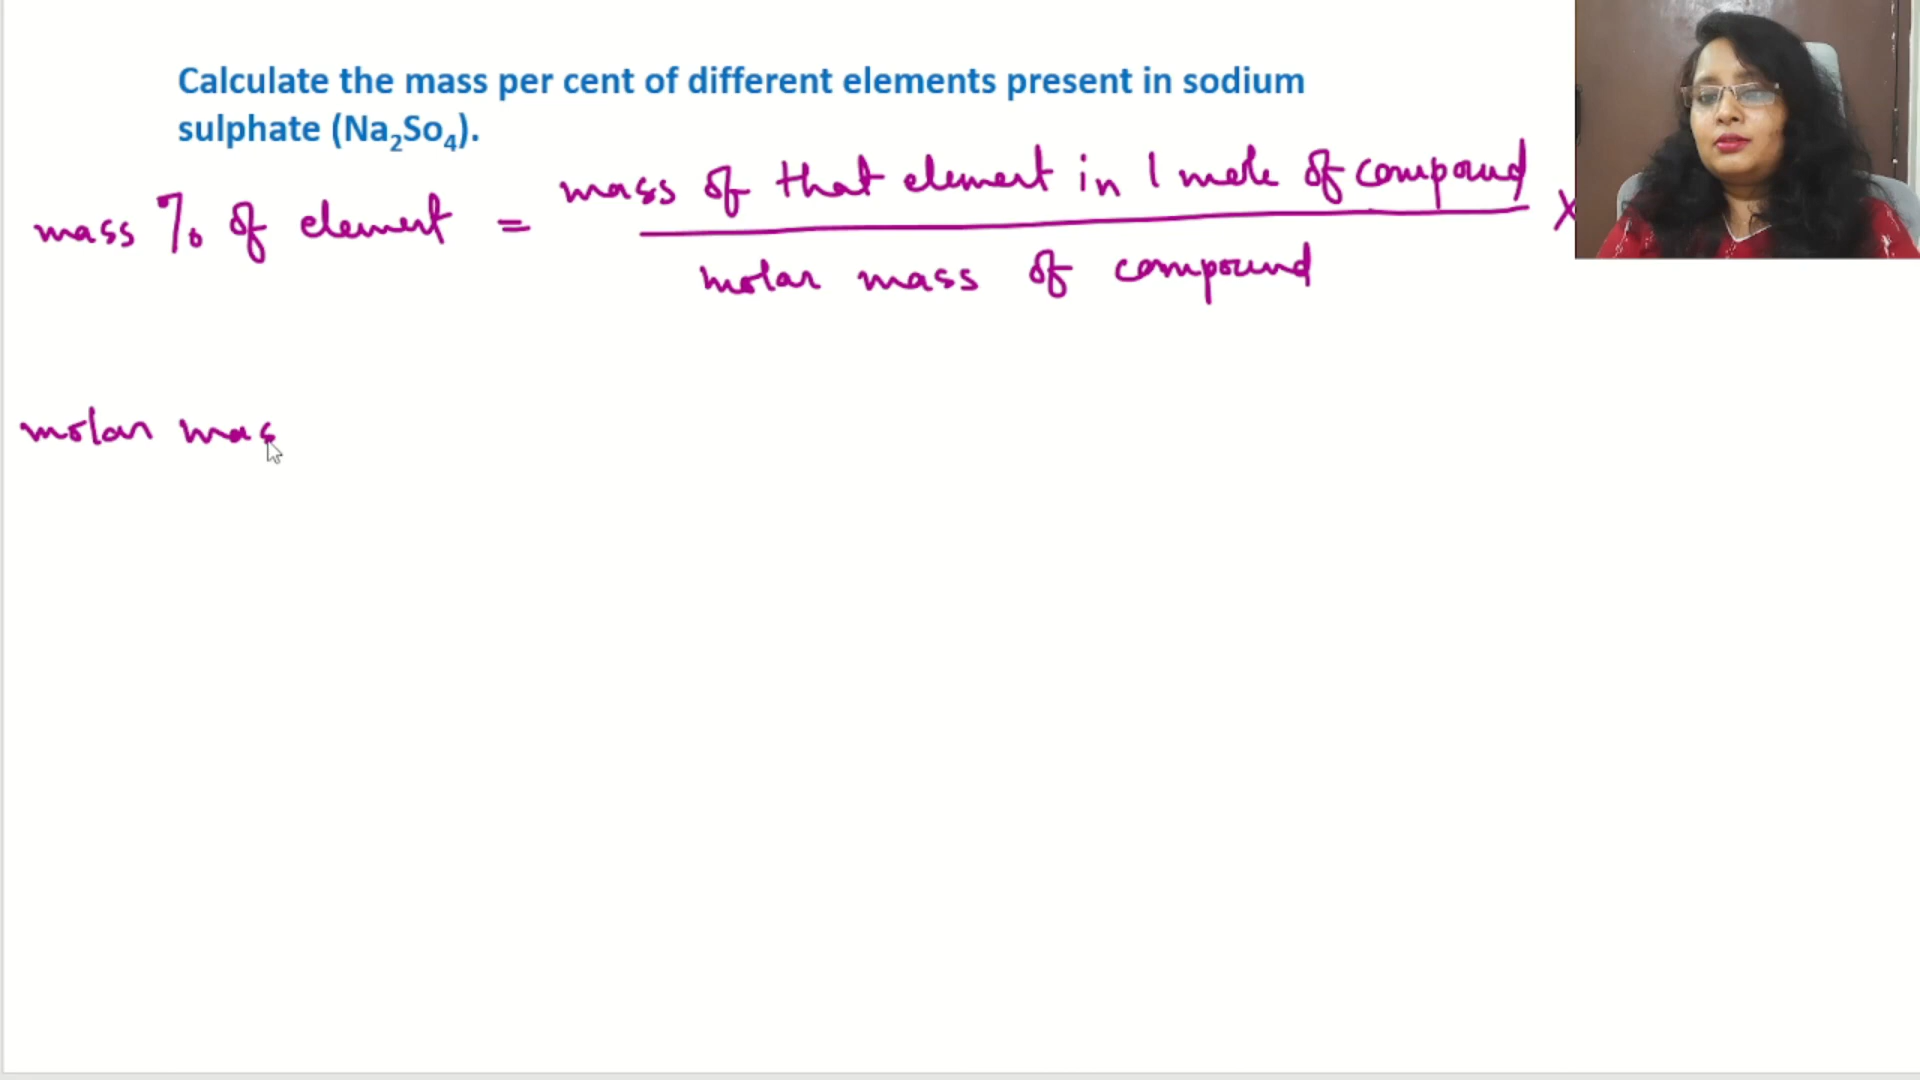 Calculate the mass per cent of different elements present in sodium
sulphate (Na₂So₄).
mass % of element = mass of that element in 1 mole of compound ×
molar mass of compound
molar mas